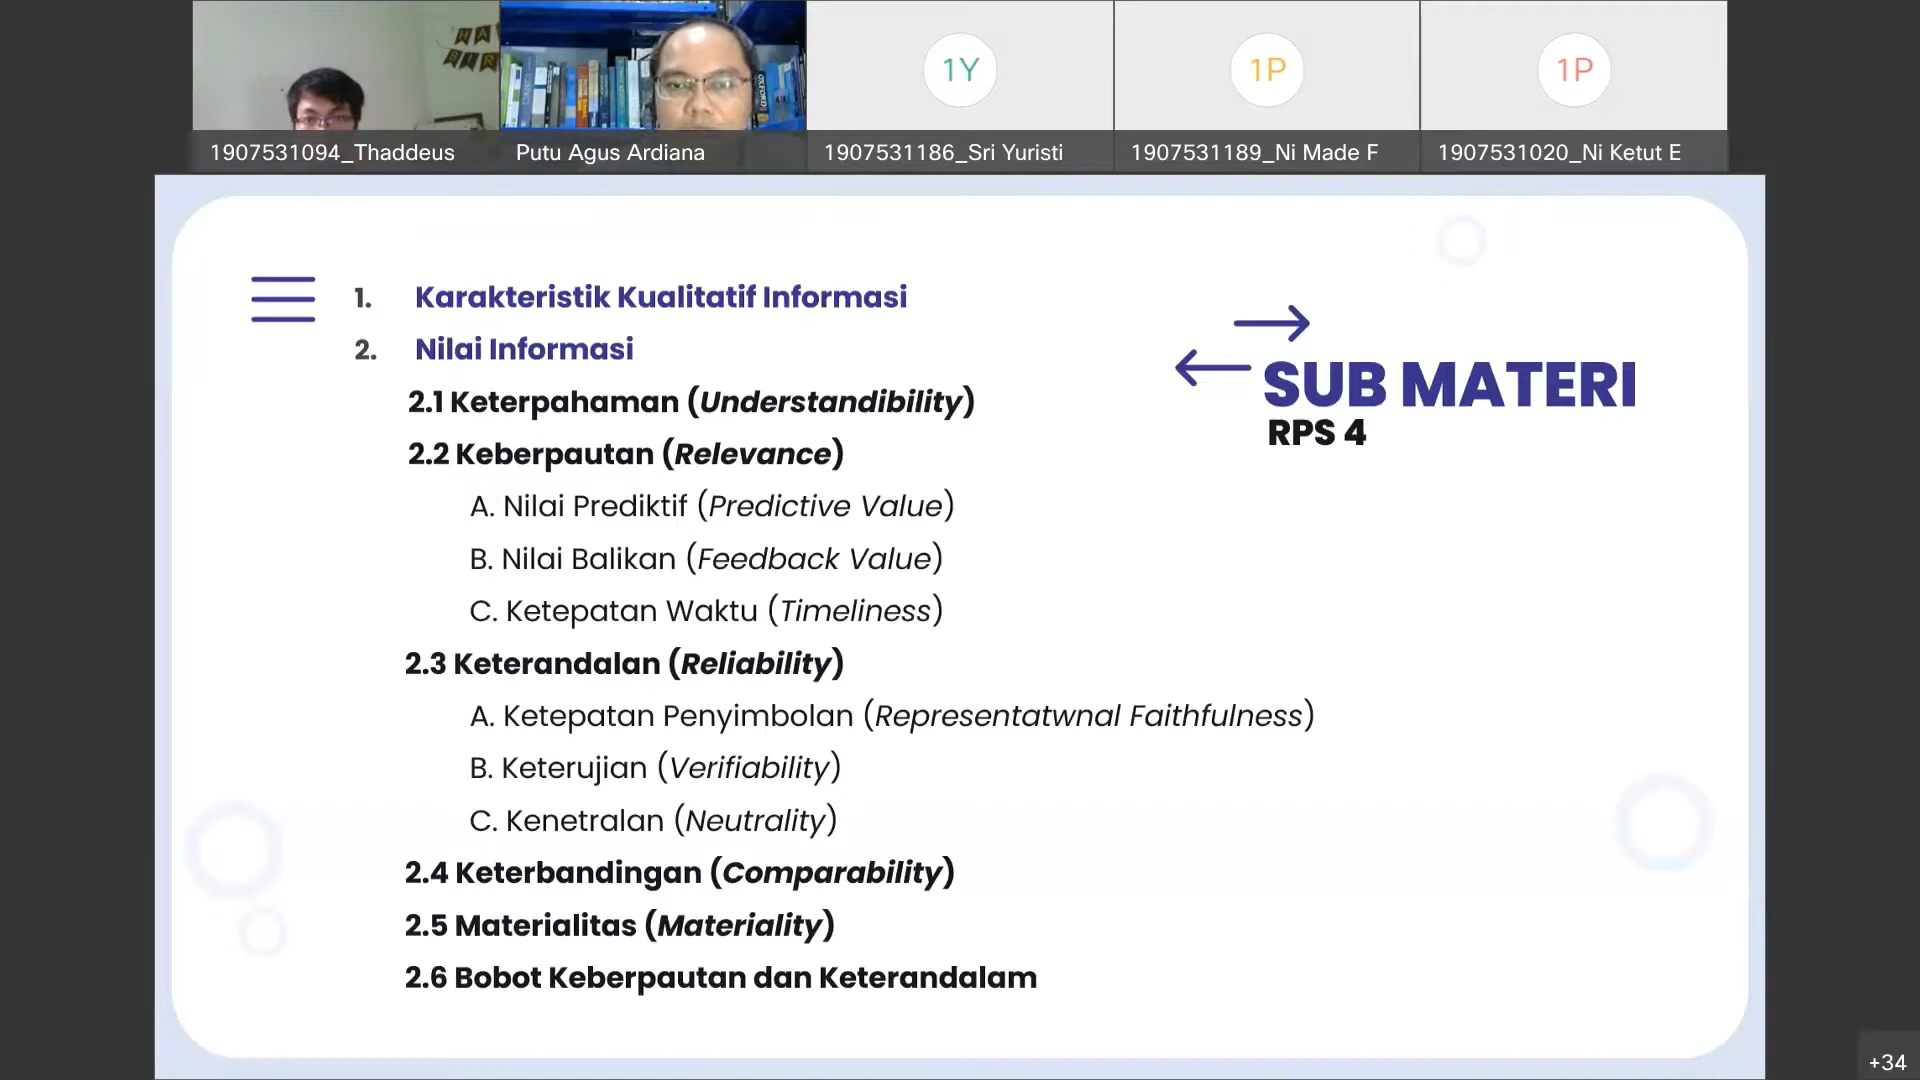 1Y
1P
1P
1907531094_Thaddeus
Putu Agus Ardiana
1907531186_Sri Yuristi
1907531189_Ni Made F
1907531020_Ni Ketut E
1. Karakteristik Kualitatif Informasi
2. Nilai Informasi
2.1 Keterpahaman (Understandibility)
2.2 Keberpautan (Relevance)
A. Nilai Prediktif (Predictive Value)
B. Nilai Balikan (Feedback Value)
C. Ketepatan Waktu (Timeliness)
2.3 Keterandalan (Reliability)
A. Ketepatan Penyimbolan (Representatwnal Faithfulness)
B. Keterujian (Verifiability)
C. Kenetralan (Neutrality)
2.4 Keterbandingan (Comparability)
2.5 Materialitas (Materiality)
2.6 Bobot Keberpautan dan Keterandalam
SUB MATERI
RPS 4
+34